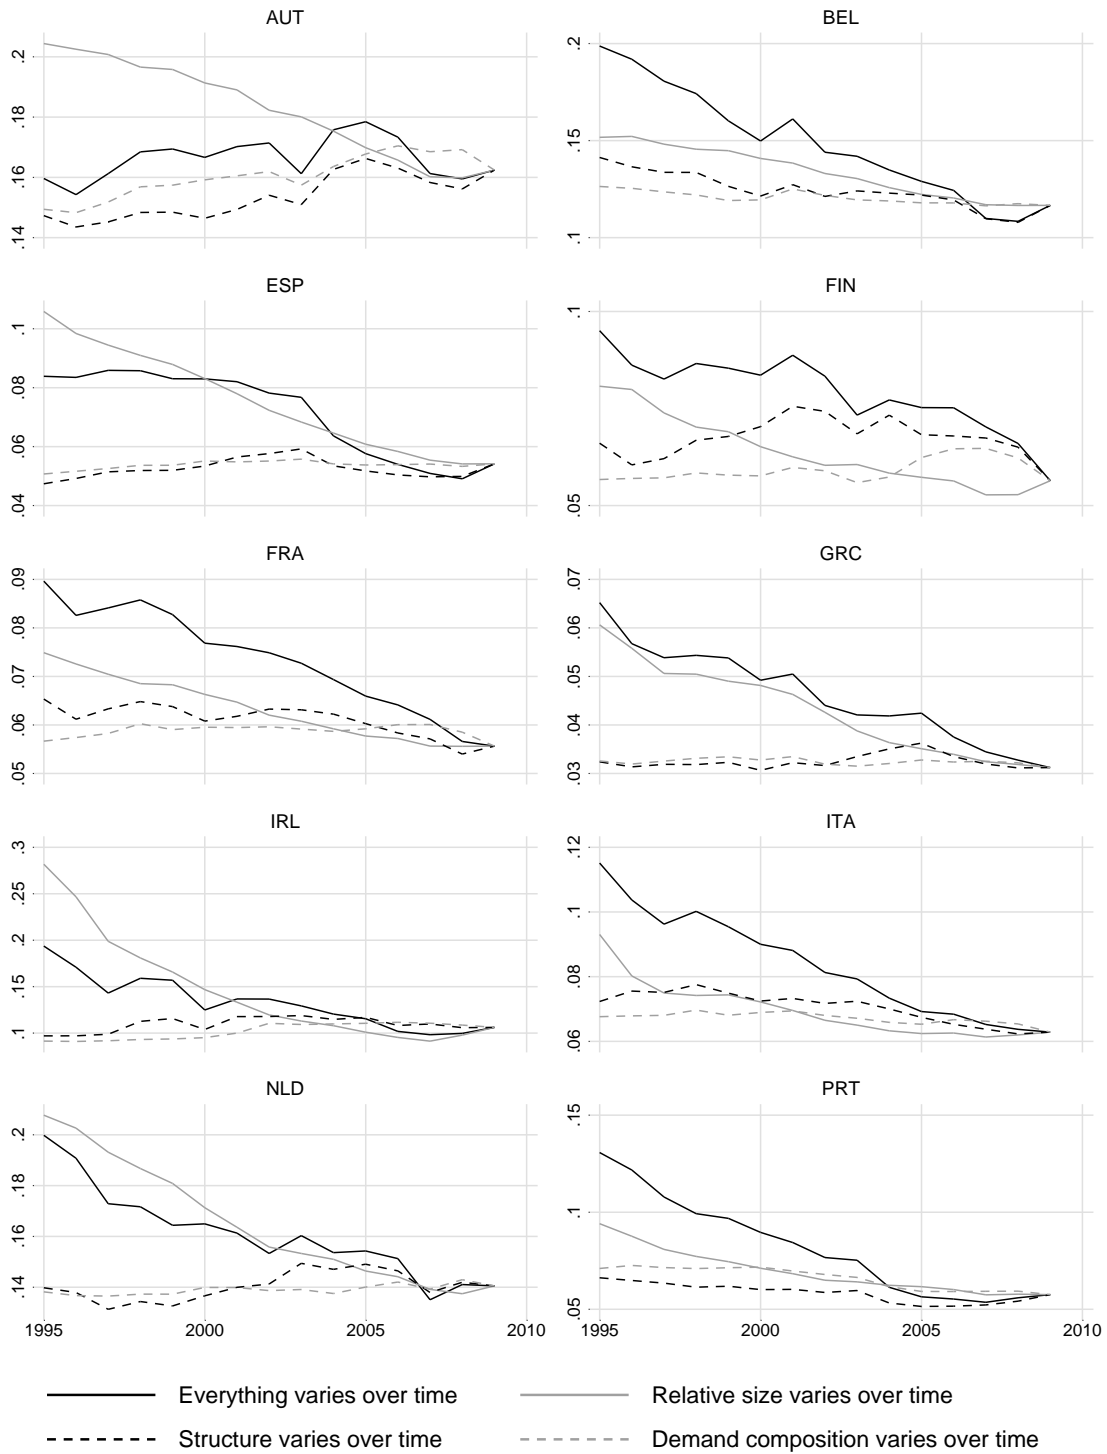 AUT
BEL
.2
.18
.16
.14
.2
.15
.1
ESP
FIN
.1
.08
.06
.04
.1
.05
FRA
GRC
.09
.08
.07
.06
.05
.07
.06
.05
.04
.03
IRL
ITA
.3
.25
.2
.15
.1
.12
.1
.08
.06
NLD
PRT
.2
.18
.16
.14
.15
.1
.05
1995 2000 2005 2010
1995 2000 2005 2010
Everything varies over time
Relative size varies over time
Structure varies over time
Demand composition varies over time